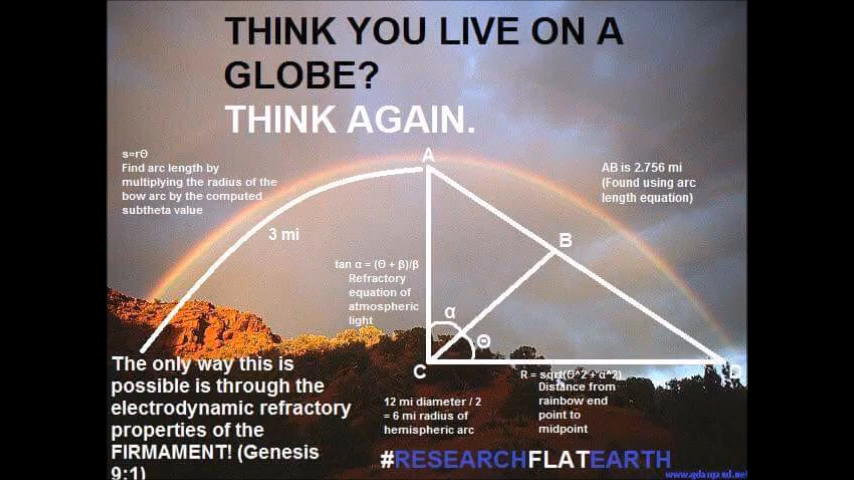 THINK YOU LIVE ON A
GLOBE?
THINK AGAIN.
s=rΘ
Find arc length by
multiplying the radius of the
bow arc by the computed
subtheta value
A
AB is 2.756 mi
(Found using arc
length equation)
3 mi
B
tan α = (Θ + β)/β
Refractory
equation of
atmospheric
light
α
Θ
C
D
The only way this is
possible is through the
electrodynamic refractory
properties of the
FIRMAMENT! (Genesis
9:1)
12 mi diameter / 2
= 6 mi radius of
hemispheric arc
R = sqrt(Θ^2 + α^2)
Distance from
rainbow end
point to
midpoint
#RESEARCHFLATEARTH